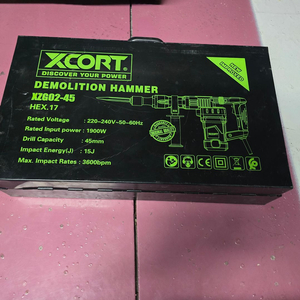 XCORT
DISCOVER YOUR POWER
DEMOLITION HAMMER
XZG02-45
HEX.17
Rated Voltage : 220~240V~50-60Hz
Rated Input power : 1900W
Drill Capacity : 45mm
Impact Energy(J) : 15J
Max. Impact Rates : 3800bpm